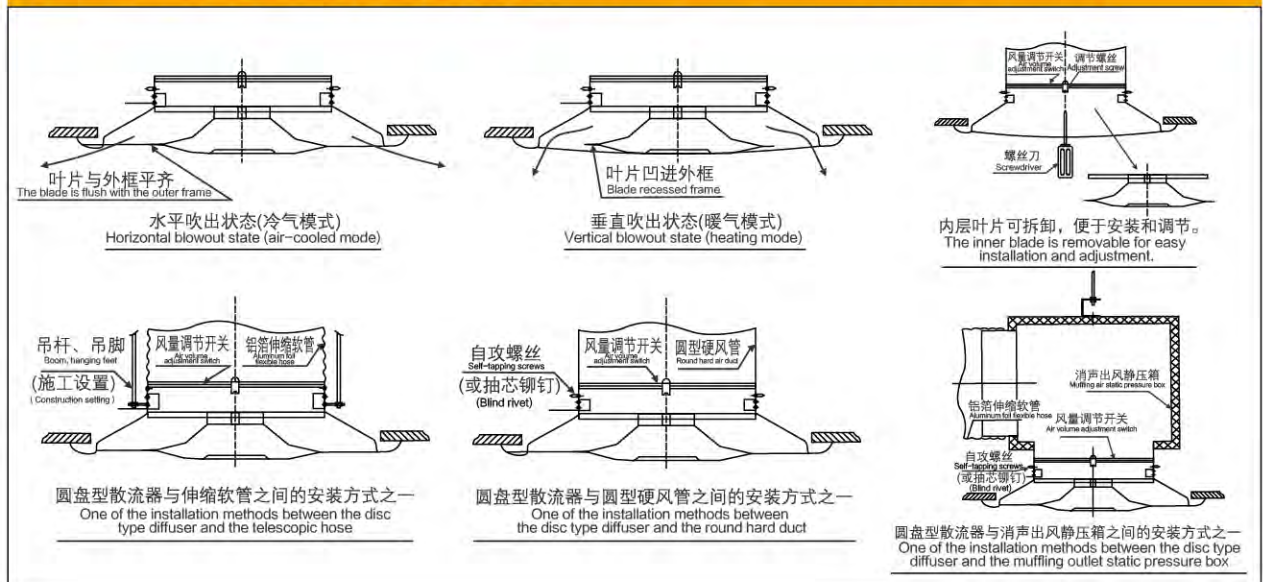 叶片与外框平齐
The blade is flush with the outer frame
水平吹出状态(冷气模式)
Horizontal blowout state (air-cooled mode)
叶片凹进外框
Blade recessed frame
垂直吹出状态(暖气模式)
Vertical blowout state (heating mode)
风量调节开关
Air volume
adjustment switch
调节螺丝
Adjustment screw
螺丝刀
Screwdriver
内层叶片可拆卸，便于安装和调节。
The inner blade is removable for easy
installation and adjustment.
吊杆、吊脚
Boom, hanging feet
(施工设置)
(Construction setting)
风量调节开关
Air volume
adjustment switch
铝箔伸缩软管
Aluminum foil
flexible hose
圆盘型散流器与伸缩软管之间的安装方式之一
One of the installation methods between the disc
type diffuser and the telescopic hose
自攻螺丝
Self-tapping screws
(或抽芯铆钉)
(Blind rivet)
风量调节开关
Air volume
adjustment switch
圆型硬风管
Round hard air duct
圆盘型散流器与圆型硬风管之间的安装方式之一
One of the installation methods between
the disc type diffuser and the round hard duct
消声出风静压箱
Muffling air static pressure box
铝箔伸缩软管
Aluminum foil flexible hose
风量调节开关
Air volume adjustment switch
自攻螺丝
Self-tapping screws
(或抽芯铆钉)
(Blind rivet)
圆盘型散流器与消声出风静压箱之间的安装方式之一
One of the installation methods between the disc type
diffuser and the muffling outlet static pressure box